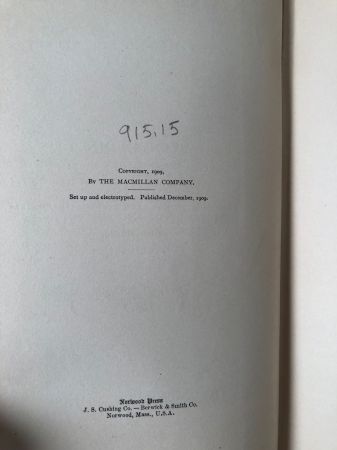 915.15
Copyright, 1909,
By THE MACMILLAN COMPANY.
Set up and electrotyped. Published December, 1909.
Norwood Press
J. S. Cushing Co. — Berwick & Smith Co.
Norwood, Mass., U.S.A.